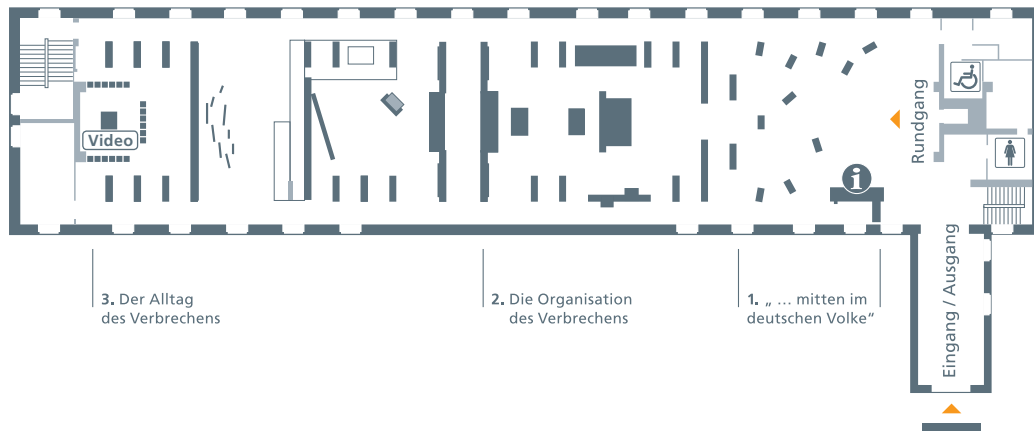 Video
Rundgang
i
Eingang / Ausgang
3. Der Alltag
des Verbrechens
2. Die Organisation
des Verbrechens
1. „ ... mitten im
deutschen Volke“